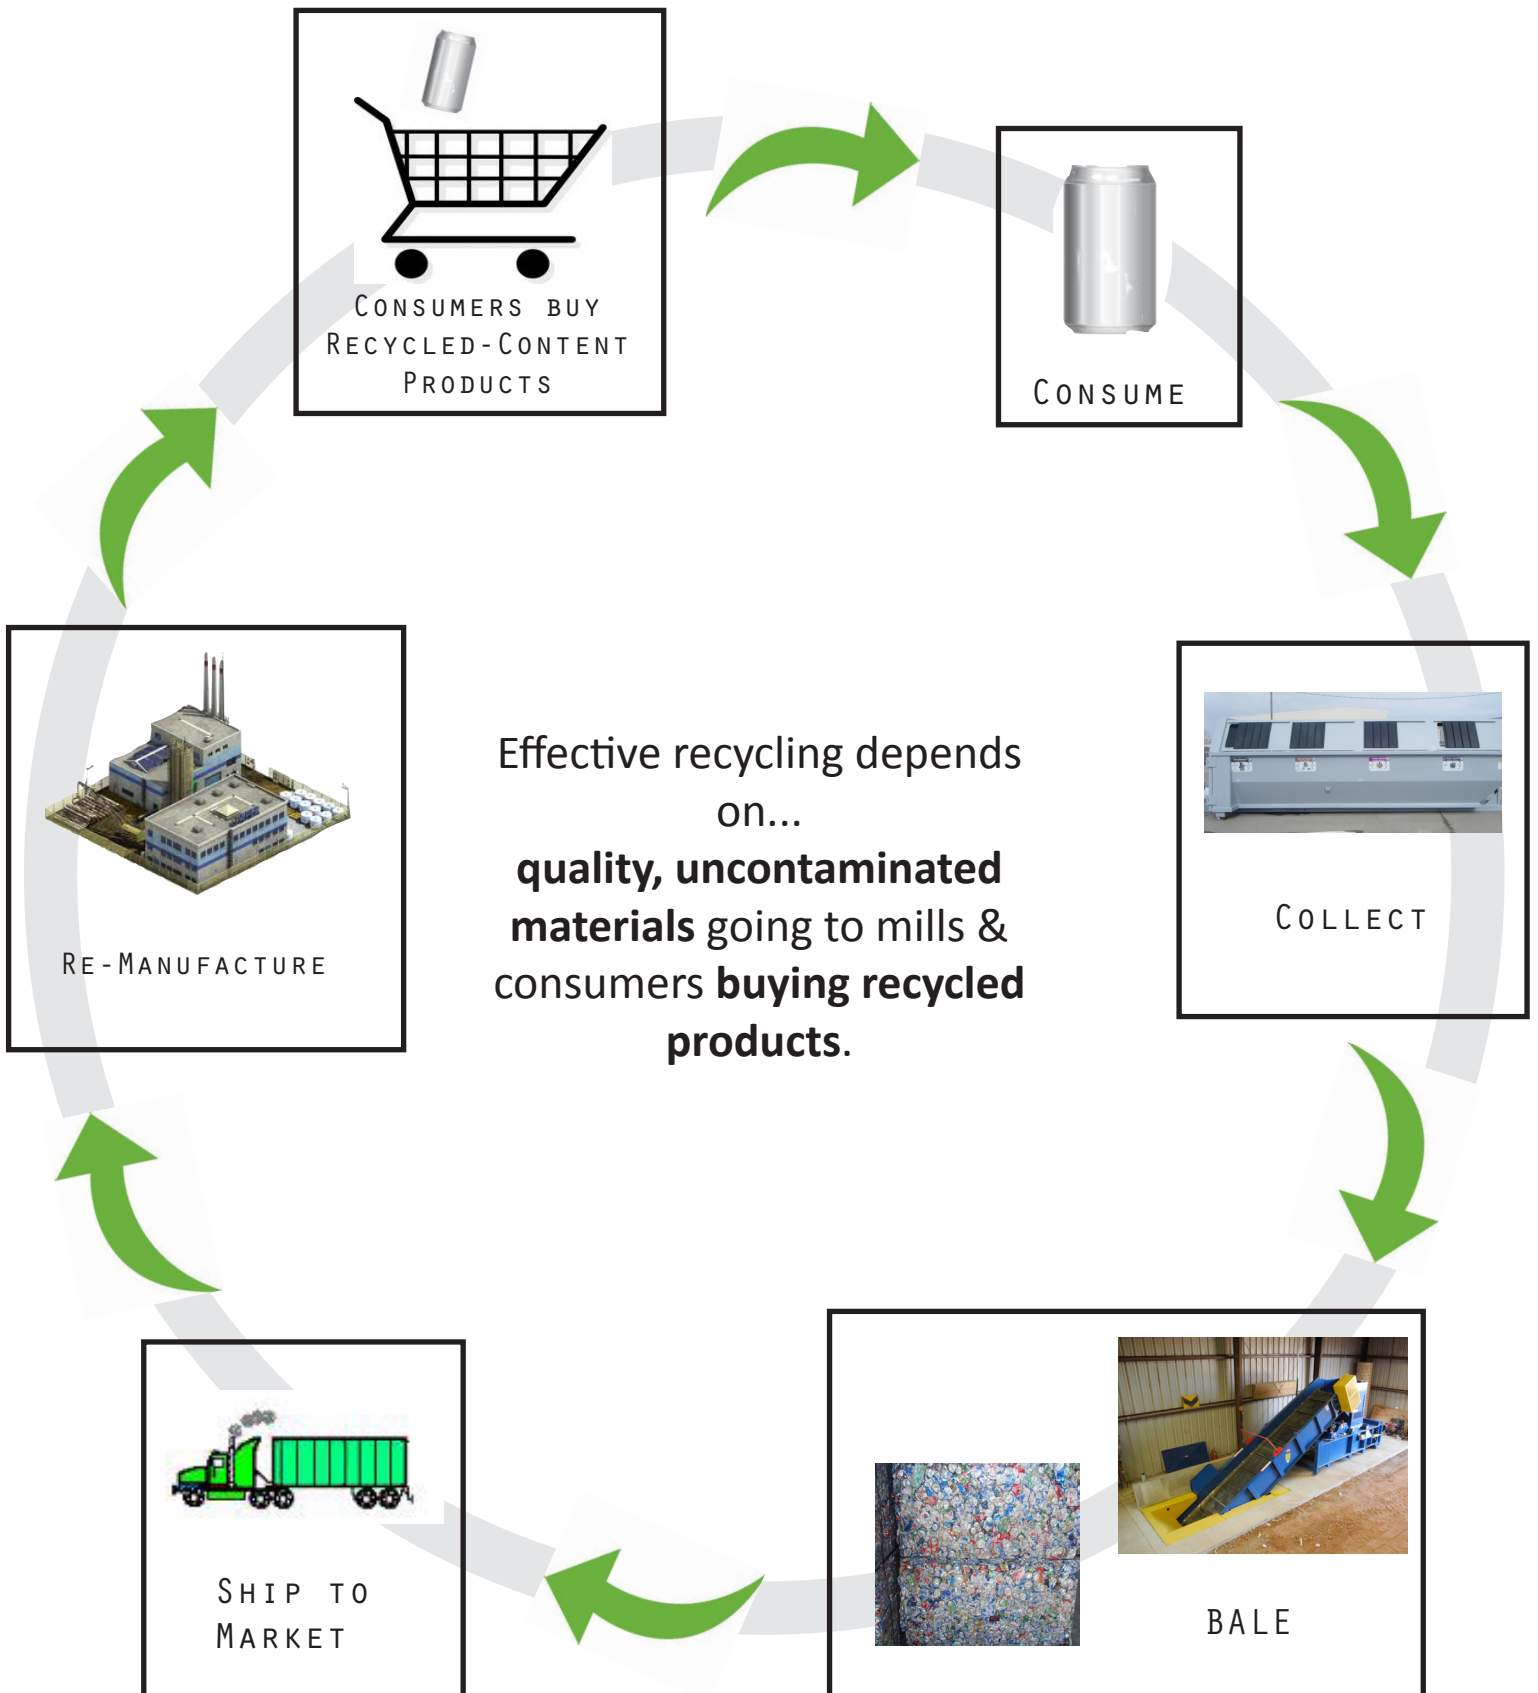 Consumers buy
Recycled-Content
Products
Consume
Collect
BALE
Ship to
Market
Re-Manufacture
Effective recycling depends
on...
quality, uncontaminated
materials going to mills &
consumers buying recycled
products.